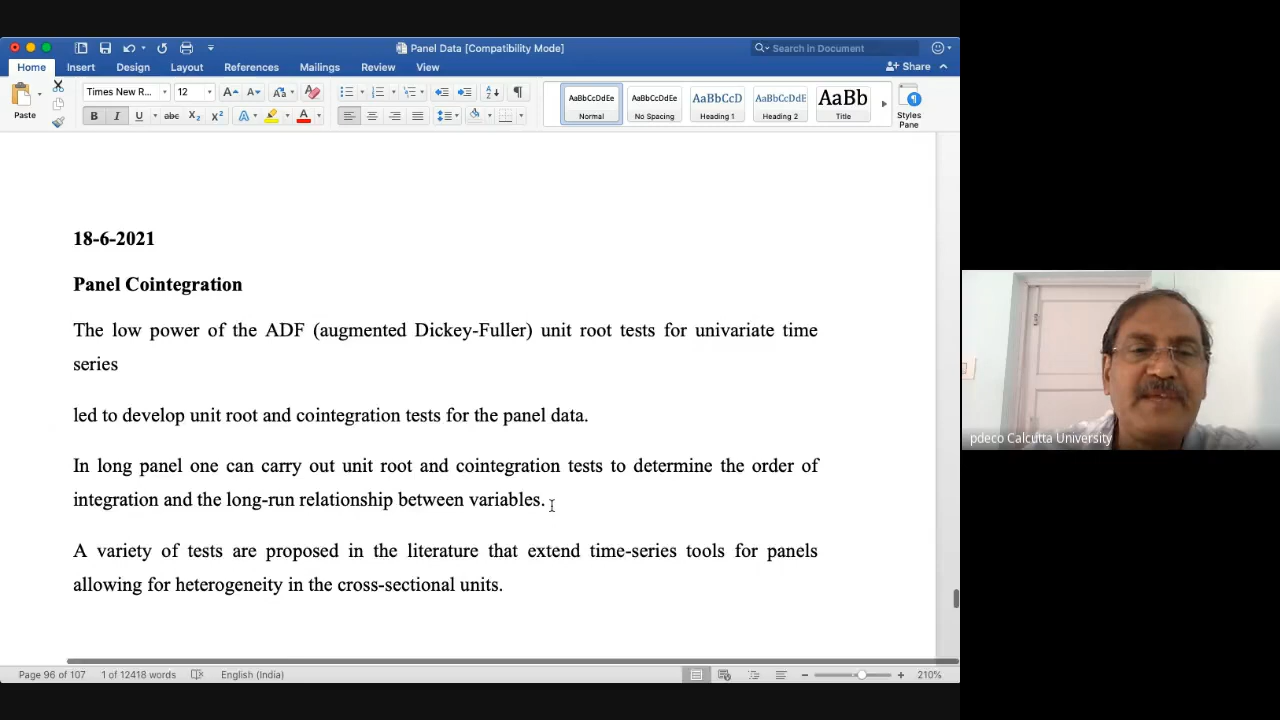 Panel Data [Compatibility Mode]
Search in Document
Home Insert Design Layout References Mailings Review View
Share
Paste
Times New R... 12
AaBbCcDdEe AaBbCcDdEe AaBbCcD AaBbCcDdE AaBb
Normal No Spacing Heading 1 Heading 2 Title
Styles
Pane
18-6-2021
Panel Cointegration
The low power of the ADF (augmented Dickey-Fuller) unit root tests for univariate time
series
led to develop unit root and cointegration tests for the panel data.
In long panel one can carry out unit root and cointegration tests to determine the order of
integration and the long-run relationship between variables.
A variety of tests are proposed in the literature that extend time-series tools for panels
allowing for heterogeneity in the cross-sectional units.
pdeco Calcutta University
Page 96 of 107 1 of 12418 words English (India) 210%